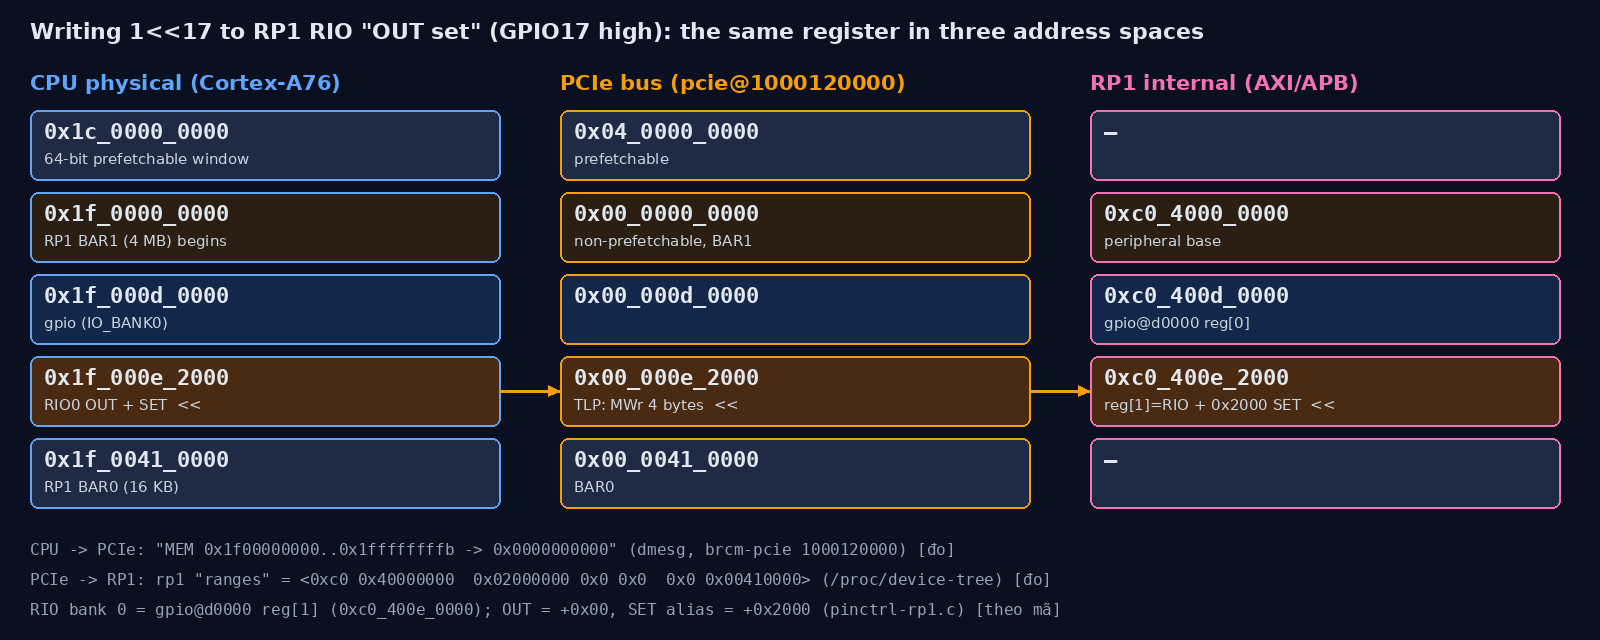 Writing 1<<17 to RP1 RIO "OUT set" (GPIO17 high): the same register in three address spaces
CPU physical (Cortex-A76)
PCIe bus (pcie@1000120000)
RP1 internal (AXI/APB)
0x1c_0000_0000
64-bit prefetchable window
0x04_0000_0000
prefetchable
—
0x1f_0000_0000
RP1 BAR1 (4 MB) begins
0x00_0000_0000
non-prefetchable, BAR1
0xc0_4000_0000
peripheral base
0x1f_000d_0000
gpio (IO_BANK0)
0x00_000d_0000
0xc0_400d_0000
gpio@d0000 reg[0]
0x1f_000e_2000
RIO0 OUT + SET <<
0x00_000e_2000
TLP: MWr 4 bytes <<
0xc0_400e_2000
reg[1]=RIO + 0x2000 SET <<
0x1f_0041_0000
RP1 BAR0 (16 KB)
0x00_0041_0000
BAR0
—
CPU -> PCIe: "MEM 0x1f00000000..0x1ffffffffb -> 0x0000000000" (dmesg, brcm-pcie 1000120000) [đo]
PCIe -> RP1: rp1 "ranges" = <0xc0 0x40000000 0x02000000 0x0 0x0 0x0 0x00410000> (/proc/device-tree) [đo]
RIO bank 0 = gpio@d0000 reg[1] (0xc0_400e_0000); OUT = +0x00, SET alias = +0x2000 (pinctrl-rp1.c) [theo mã]